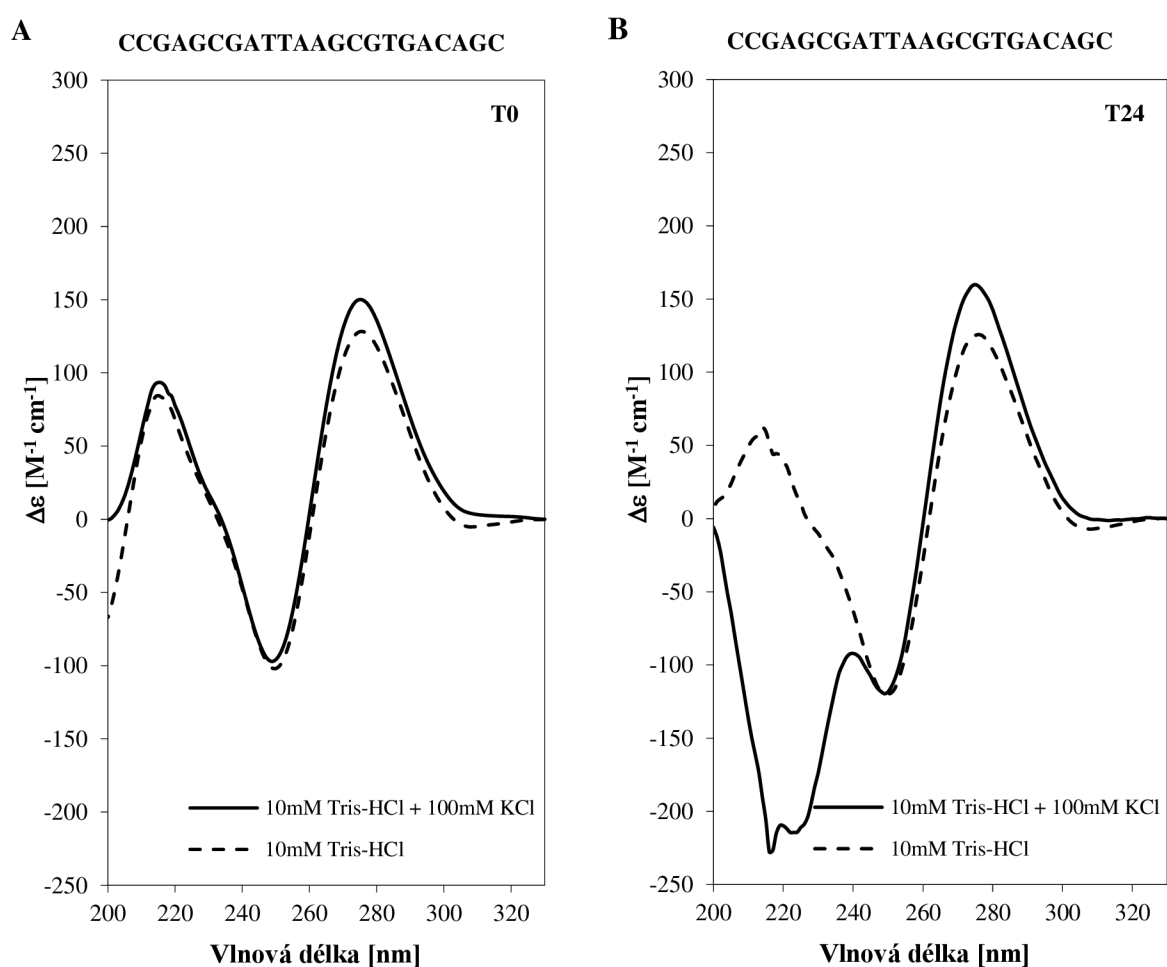 A
CCGAGCGATTAAGCGTGACAGC
T0
300
250
200
150
100
50
0
-50
-100
-150
-200
-250
Δε [M-1 cm-1]
10mM Tris-HCl + 100mM KCl
10mM Tris-HCl
200 220 240 260 280 300 320
Vlnová délka [nm]
B
CCGAGCGATTAAGCGTGACAGC
T24
300
250
200
150
100
50
0
-50
-100
-150
-200
-250
Δε [M-1 cm-1]
10mM Tris-HCl + 100mM KCl
10mM Tris-HCl
200 220 240 260 280 300 320
Vlnová délka [nm]